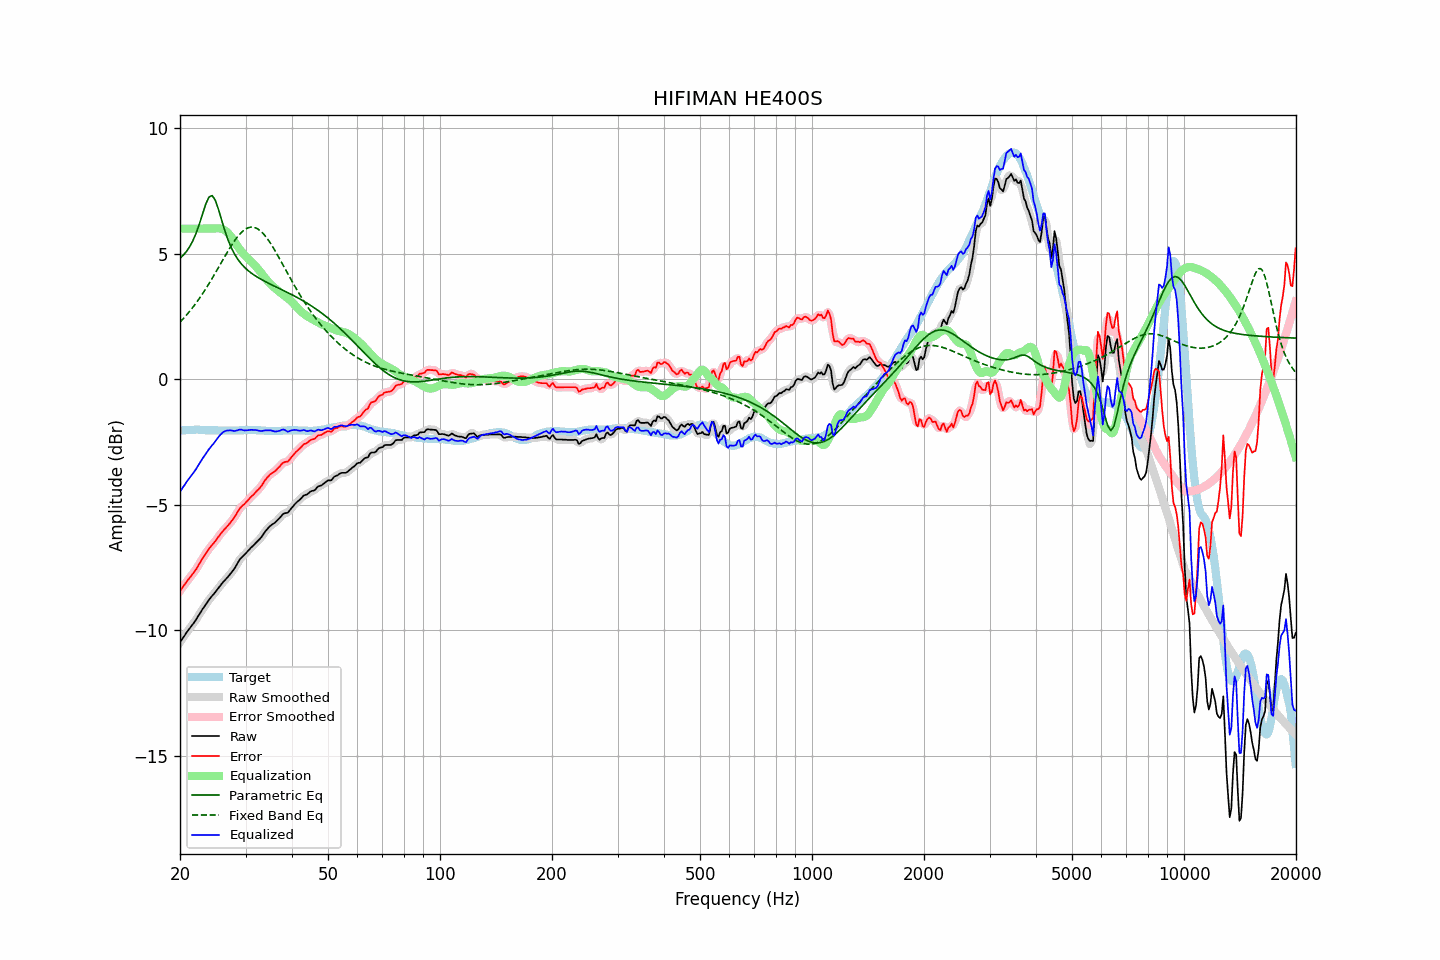 HIFIMAN HE400S
10
5
0
−5
−10
−15
Amplitude (dBr)
Target
Raw Smoothed
Error Smoothed
Raw
Error
Equalization
Parametric Eq
Fixed Band Eq
Equalized
20 50 100 200 500 1000 2000 5000 10000 20000
Frequency (Hz)